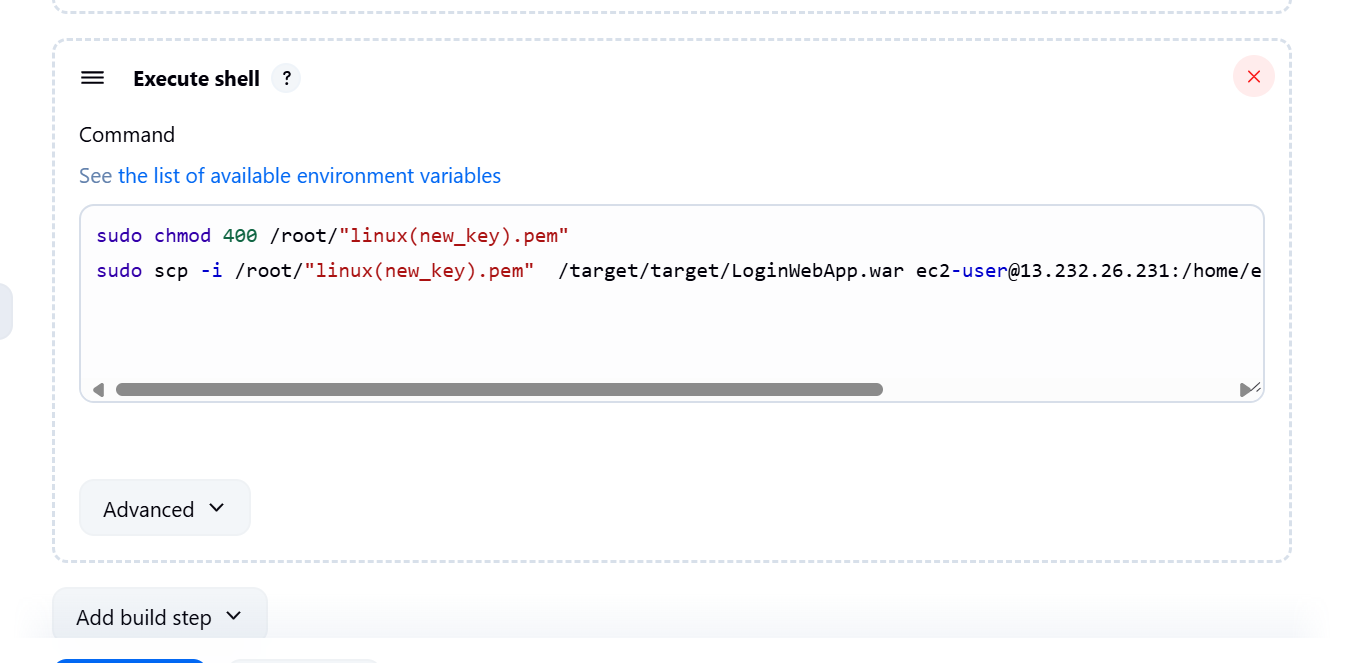 Execute shell ?
Command
See the list of available environment variables
sudo chmod 400 /root/"linux(new_key).pem"
sudo scp -i /root/"linux(new_key).pem"  /target/target/LoginWebApp.war ec2-user@13.232.26.231:/home/e
Advanced
Add build step